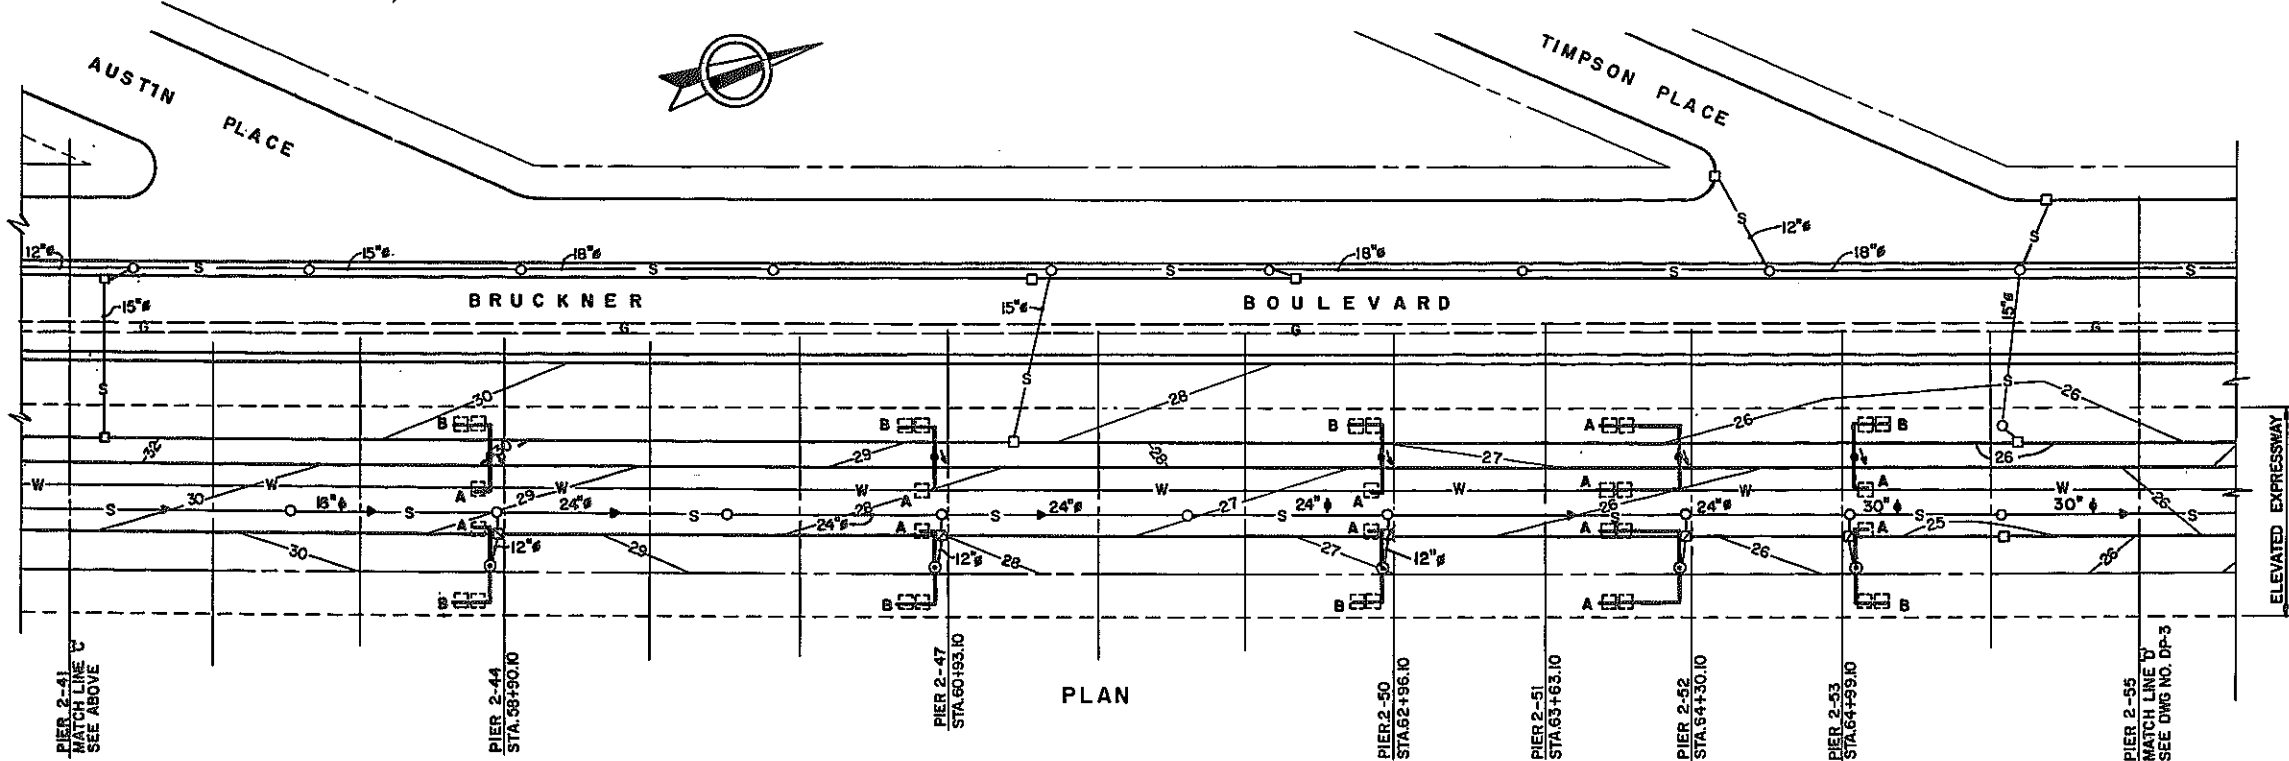 AUSTIN
PLACE
TIMPSON
PLACE
12"ø
15"ø
18"ø
18"ø
12"ø
18"ø
S
S
S
S
S
S
S
BRUCKNER
BOULEVARD
15"ø
15"ø
15"ø
G
G
G
G
S
S
S
30
28
26
26
B
B
B
A
B
32
30
29
28
27
26
W
W
W
W
W
W
W
30
A
29
A
A
A
A
26
S
18"ø
S
24"ø
S
24"ø
28
S
24"ø
27
S
24"ø
26
S
24"ø
30"ø
S
30"ø
S
A
A
A
A
A
25
30
12"ø
29
12"ø
28
27
12"ø
26
26
B
B
B
A
B
ELEVATED EXPRESSWAY
PLAN
PIER 2-41
MATCH LINE 'C'
SEE ABOVE
PIER 2-44
STA.58+90.10
PIER 2-47
STA.60+93.10
PIER 2-50
STA.62+96.10
PIER 2-51
STA.63+63.10
PIER 2-52
STA.64+30.10
PIER 2-53
STA.64+99.10
PIER 2-55
MATCH LINE 'D'
SEE DWG NO. DP-3